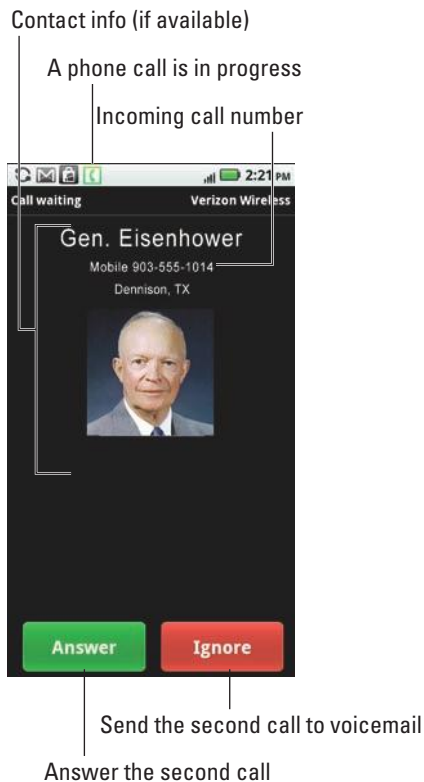 Contact info (if available)
A phone call is in progress
Incoming call number
2:21 PM
Call waiting
Verizon Wireless
Gen. Eisenhower
Mobile 903-555-1014
Dennison, TX
Answer
Ignore
Send the second call to voicemail
Answer the second call